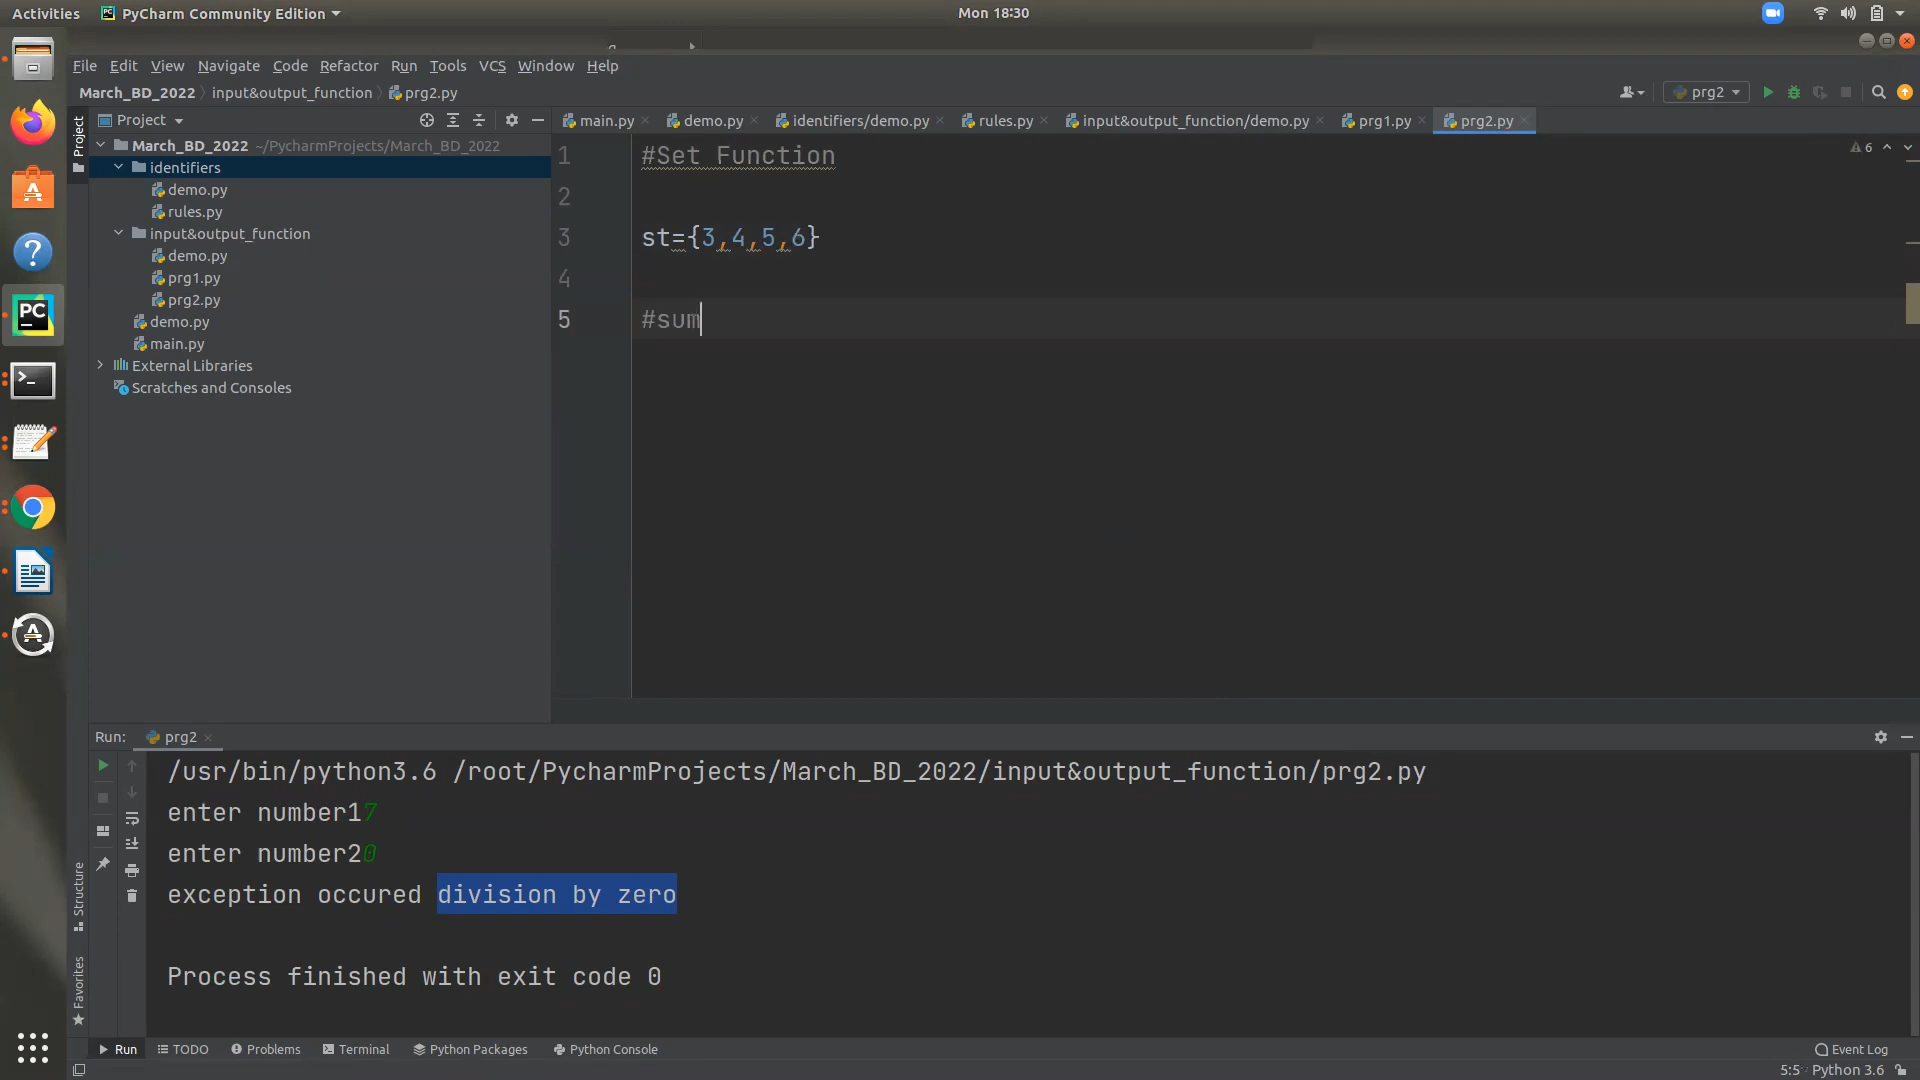 Activities PyCharm Community Edition Mon 18:30
File Edit View Navigate Code Refactor Run Tools VCS Window Help
March_BD_2022 input&output_function prg2.py prg2
Project main.py demo.py identifiers/demo.py rules.py input&output_function/demo.py prg1.py prg2.py
Project
March_BD_2022 ~/PycharmProjects/March_BD_2022
identifiers
demo.py
rules.py
input&output_function
demo.py
prg1.py
prg2.py
demo.py
main.py
External Libraries
Scratches and Consoles
1 #Set Function
2
3 st={3,4,5,6}
4
5 #sum
6
Run: prg2
/usr/bin/python3.6 /root/PycharmProjects/March_BD_2022/input&output_function/prg2.py
enter number17
enter number20
exception occured division by zero
Process finished with exit code 0
Structure
Favorites
Run TODO Problems Terminal Python Packages Python Console Event Log
5:5 Python 3.6